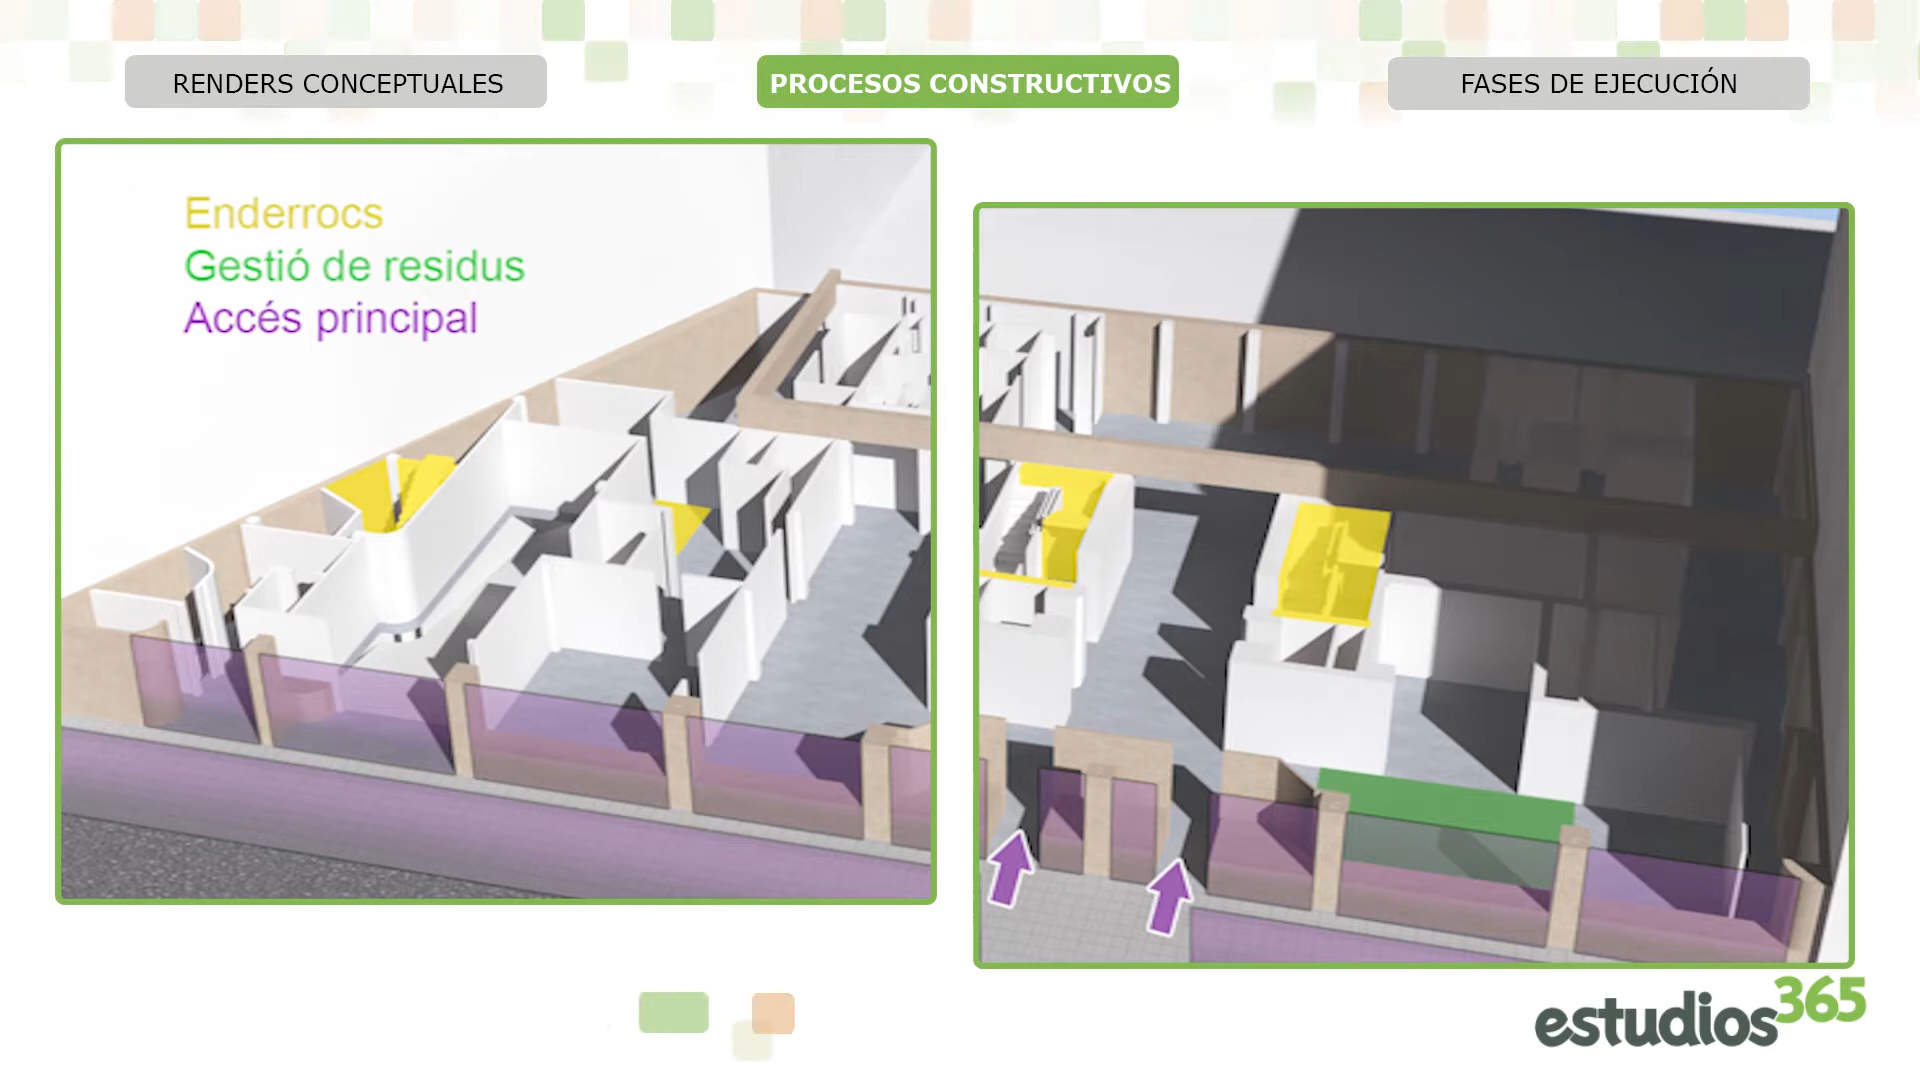 RENDERS CONCEPTUALES
PROCESOS CONSTRUCTIVOS
FASES DE EJECUCIÓN
Enderrocs
Gestió de residus
Accés principal
estudios365